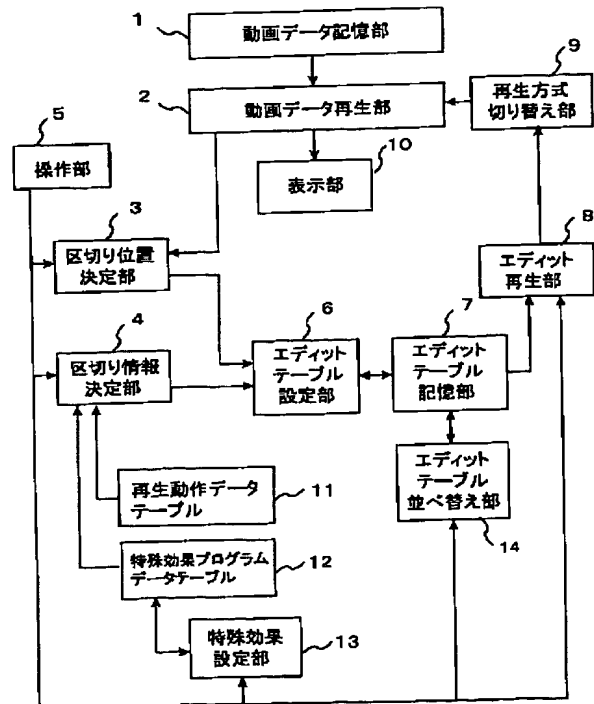 1
動画データ記憶部
9
2
動画データ再生部
再生方式
切り替え部
5
操作部
10
表示部
3
8
区切り位置
決定部
エディット
再生部
4
6
7
区切り情報
決定部
エディット
テーブル
設定部
エディット
テーブル
記憶部
再生動作データ
テーブル
11
エディット
テーブル
並べ替え部
14
特殊効果プログラム
データテーブル
12
特殊効果
設定部
13